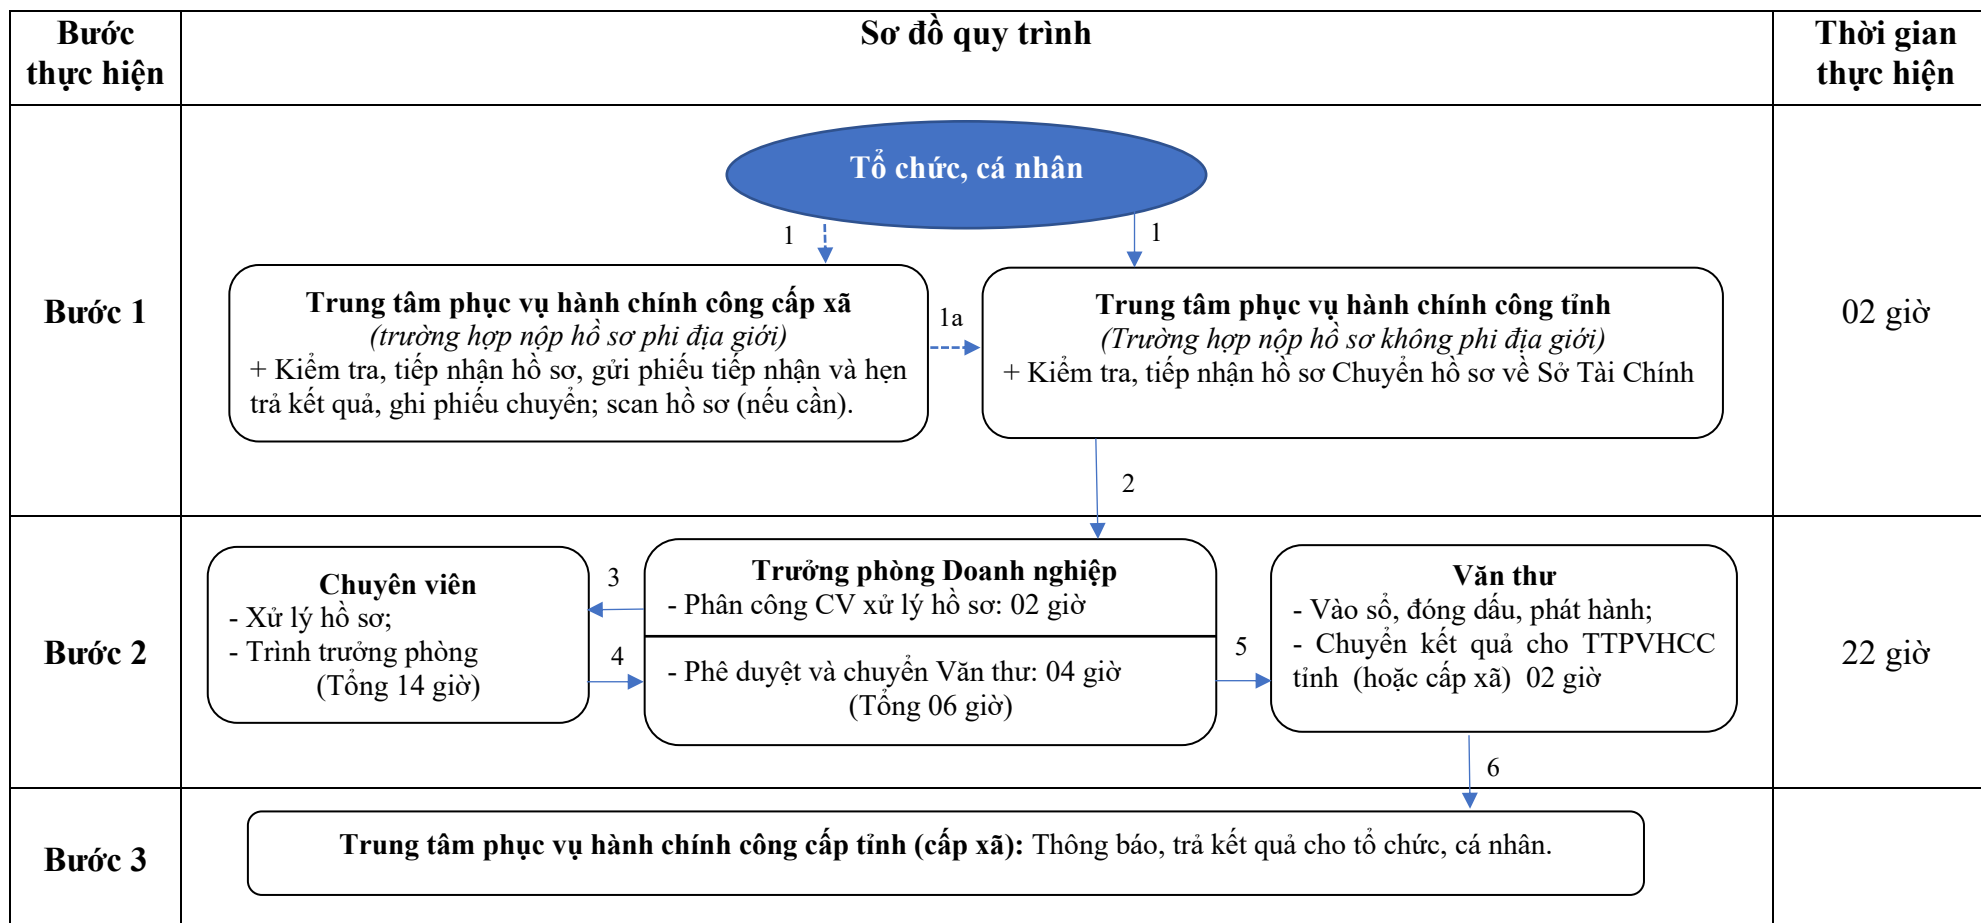 Bước
thực hiện
Sơ đồ quy trình
Thời gian
thực hiện
Bước 1
Tổ chức, cá nhân
1
1
Trung tâm phục vụ hành chính công cấp xã
(trường hợp nộp hồ sơ phi địa giới)
+ Kiểm tra, tiếp nhận hồ sơ, gửi phiếu tiếp nhận và hẹn
trả kết quả, ghi phiếu chuyển; scan hồ sơ (nếu cần).
1a
Trung tâm phục vụ hành chính công tỉnh
(Trường hợp nộp hồ sơ không phi địa giới)
+ Kiểm tra, tiếp nhận hồ sơ Chuyển hồ sơ về Sở Tài Chính
02 giờ
2
Bước 2
Chuyên viên
- Xử lý hồ sơ;
- Trình trưởng phòng
(Tổng 14 giờ)
3
4
Trưởng phòng Doanh nghiệp
- Phân công CV xử lý hồ sơ: 02 giờ
- Phê duyệt và chuyển Văn thư: 04 giờ
(Tổng 06 giờ)
5
Văn thư
- Vào sổ, đóng dấu, phát hành;
- Chuyển kết quả cho TTPVHCC
tỉnh (hoặc cấp xã) 02 giờ
22 giờ
6
Bước 3
Trung tâm phục vụ hành chính công cấp tỉnh (cấp xã): Thông báo, trả kết quả cho tổ chức, cá nhân.